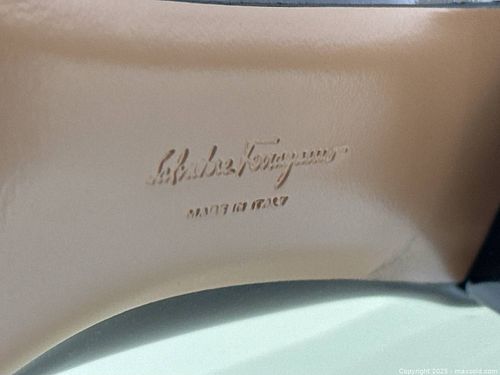 Salvatore Ferragamo
MADE IN ITALY
Copyright 2025 - maxsold.com